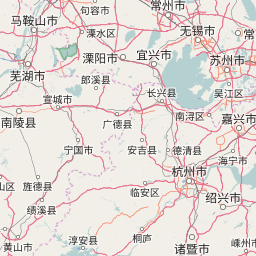 常州市
马鞍山市
句容市
无锡市
常
溧水区
溧阳市
宜兴市
苏州市
芜湖市
郎溪县
长兴县
吴江区
宣城市
南陵县
广德县
南浔区
嘉兴市
宁国市
安吉县
德清县
海宁市
杭州市
旌德县
临安区
绍兴市
绩溪县
桐庐
黄山市
淳安县
诸暨市
嵊州市